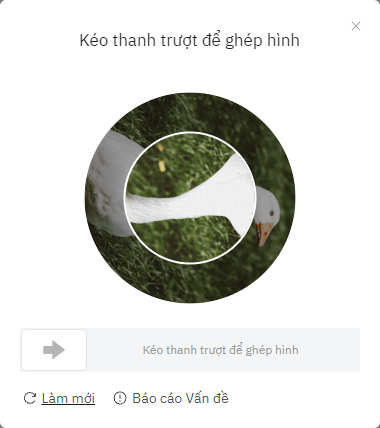 Kéo thanh trượt để ghép hình
Kéo thanh trượt để ghép hình
Làm mới
Báo cáo Vấn đề